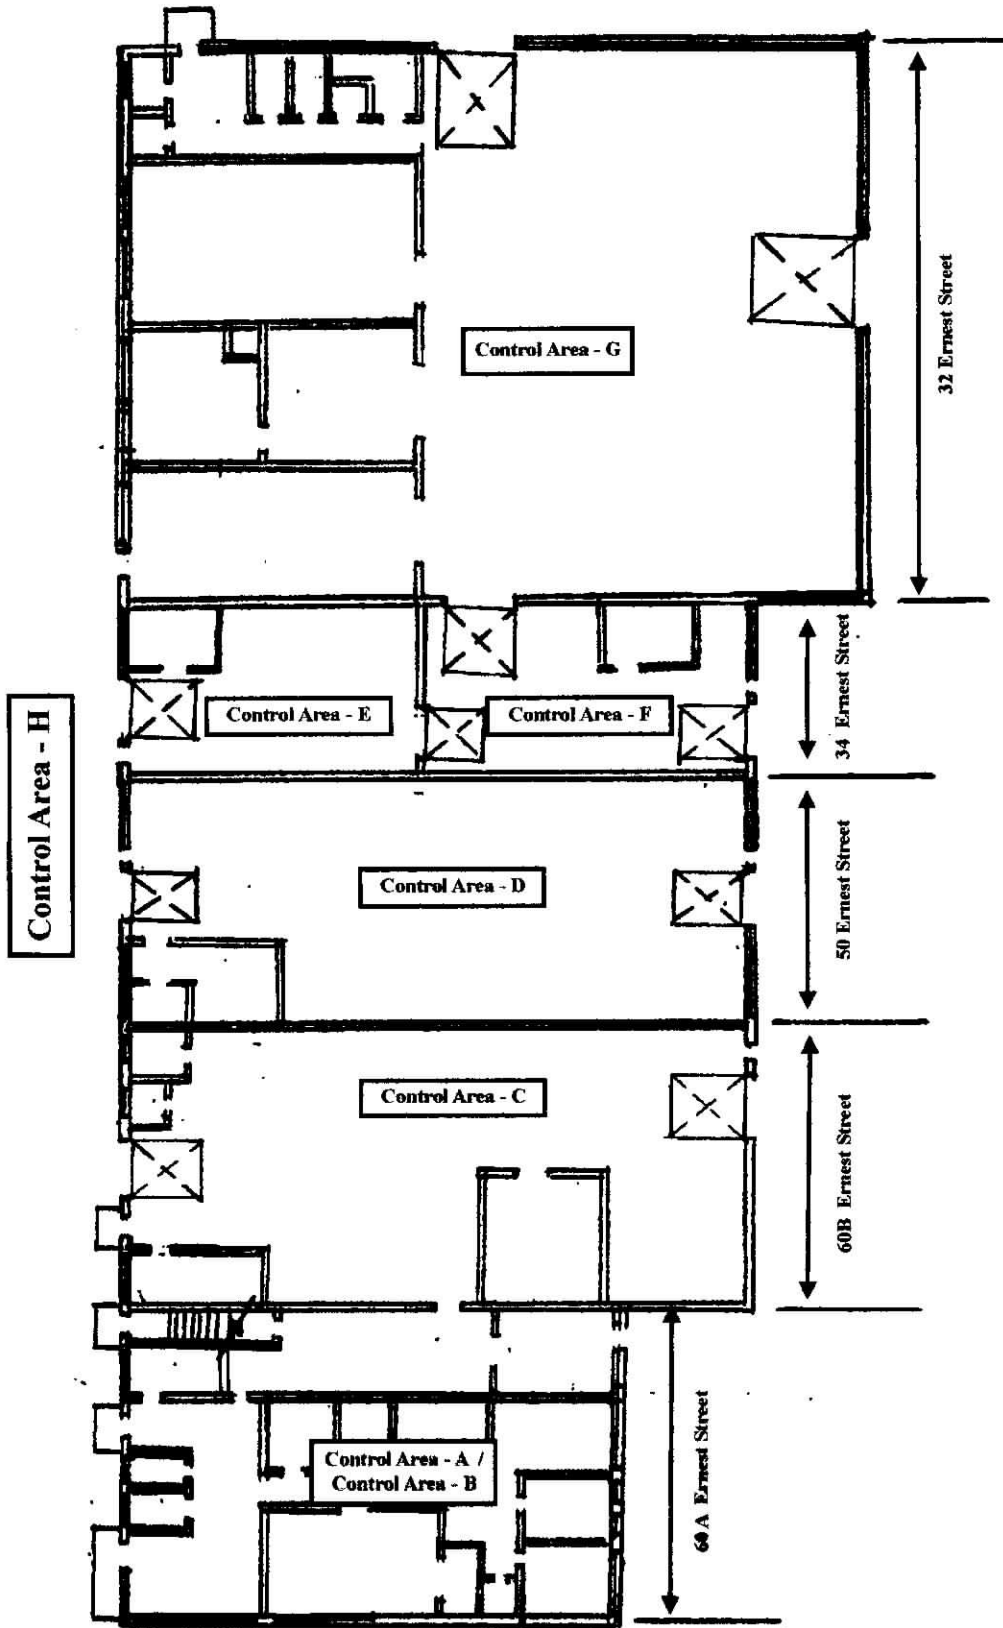 Control Area - G
32 Ernest Street
Control Area - E
Control Area - F
34 Ernest Street
Control Area - H
Control Area - D
50 Ernest Street
Control Area - C
60B Ernest Street
Control Area - A /
Control Area - B
60 A Ernest Street